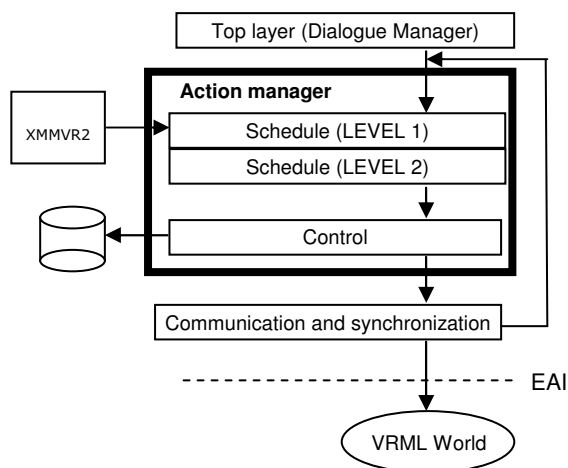 Top layer (Dialogue Manager)
Action manager
XMMVR2
Schedule (LEVEL 1)
Schedule (LEVEL 2)
Control
Communication and synchronization
EAI
VRML World